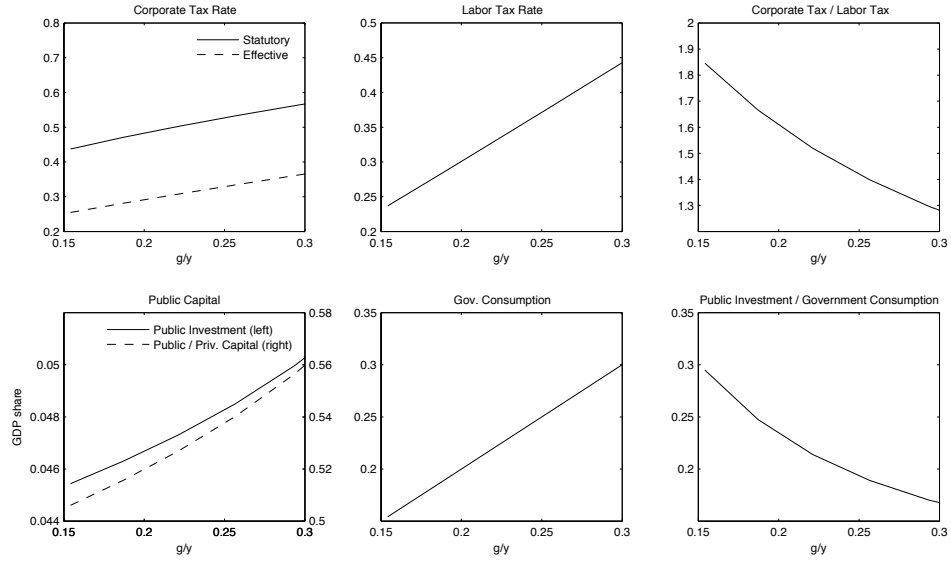 Corporate Tax Rate
0.8
0.7
0.6
0.5
0.4
0.3
0.2
Statutory
Effective
0.15 0.2 0.25 0.3
g/y
Labor Tax Rate
0.5
0.45
0.4
0.35
0.3
0.25
0.2
0.15 0.2 0.25 0.3
g/y
Corporate Tax / Labor Tax
2
1.9
1.8
1.7
1.6
1.5
1.4
1.3
0.15 0.2 0.25 0.3
g/y
Public Capital
GDP share
0.05
0.048
0.046
0.044
Public Investment (left)
Public / Priv. Capital (right)
0.58
0.56
0.54
0.52
0.5
0.15 0.2 0.25 0.3
g/y
Gov. Consumption
0.35
0.3
0.25
0.2
0.15 0.2 0.25 0.3
g/y
Public Investment / Government Consumption
0.35
0.3
0.25
0.2
0.15 0.2 0.25 0.3
g/y